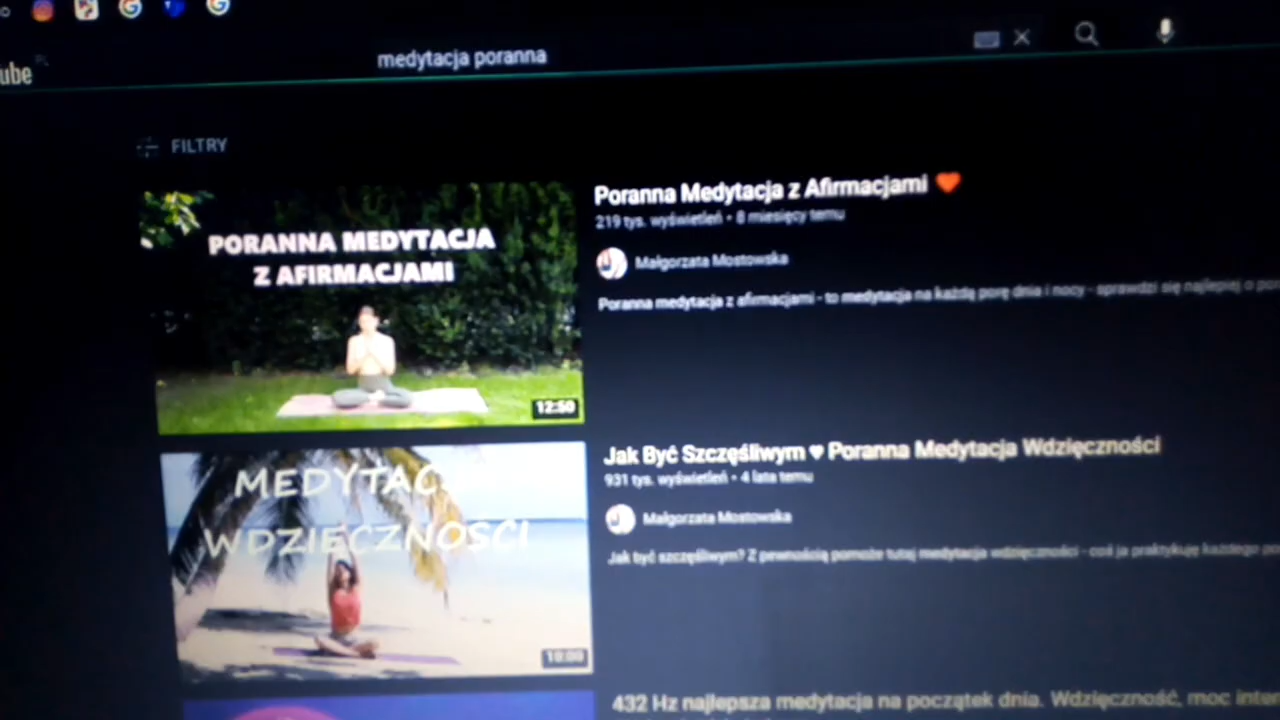 ube PL
medytacja poranna
FILTRY
PORANNA MEDYTACJA
Z AFIRMACJAMI
12:50
Poranna Medytacja z Afirmacjami
219 tys. wyświetleń • 8 miesięcy temu
Małgorzata Mostowska
Poranna medytacja z afirmacjami - to medytacja na każdą porę dnia i nocy - sprawdzi się najlepiej o
MEDYTAC
WDZIĘCZNOŚCI
10:00
Jak Być Szczęśliwym ♥ Poranna Medytacja Wdzięczności
931 tys. wyświetleń • 4 lata temu
Małgorzata Mostowska
Jak być szczęśliwym? Z pewnością pomoże tutaj medytacja wdzięczności - coś ja praktykuję każdego
432 Hz najlepsza medytacja na początek dnia. Wdzięczność, moc